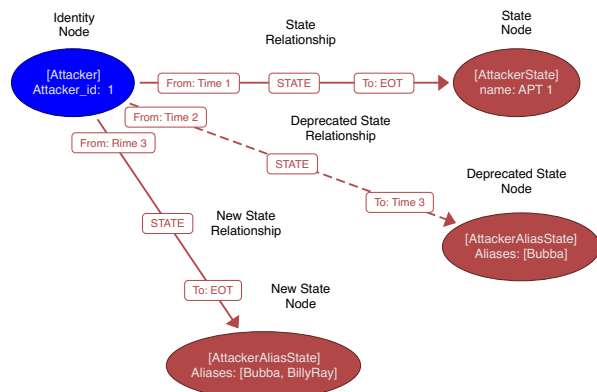 Identity
Node
State
Relationship
State
Node
[Attacker]
Attacker_id:  1
From: Time 1
STATE
To: EOT
[AttackerState]
name: APT 1
From: Time 2
Deprecated State
Relationship
From: Rime 3
STATE
Deprecated State
Node
To: Time 3
STATE
New State
Relationship
[AttackerAliasState]
Aliases: [Bubba]
To: EOT
New State
Node
[AttackerAliasState]
Aliases: [Bubba, BillyRay]